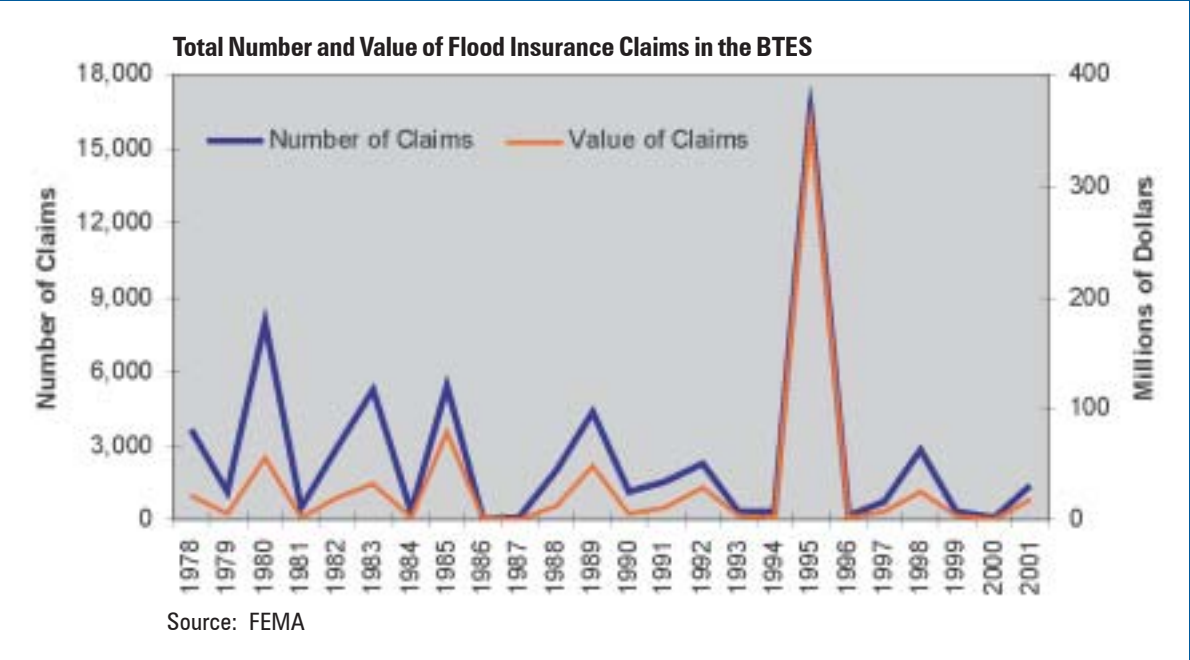 Total Number and Value of Flood Insurance Claims in the BTES
18,000
15,000
12,000
9,000
6,000
3,000
0
Number of Claims
Number of Claims Value of Claims
400
300
200
100
0
Millions of Dollars
1978 1979 1980 1981 1982 1983 1984 1985 1986 1987 1988 1989 1990 1991 1992 1993 1994 1995 1996 1997 1998 1999 2000 2001
Source: FEMA